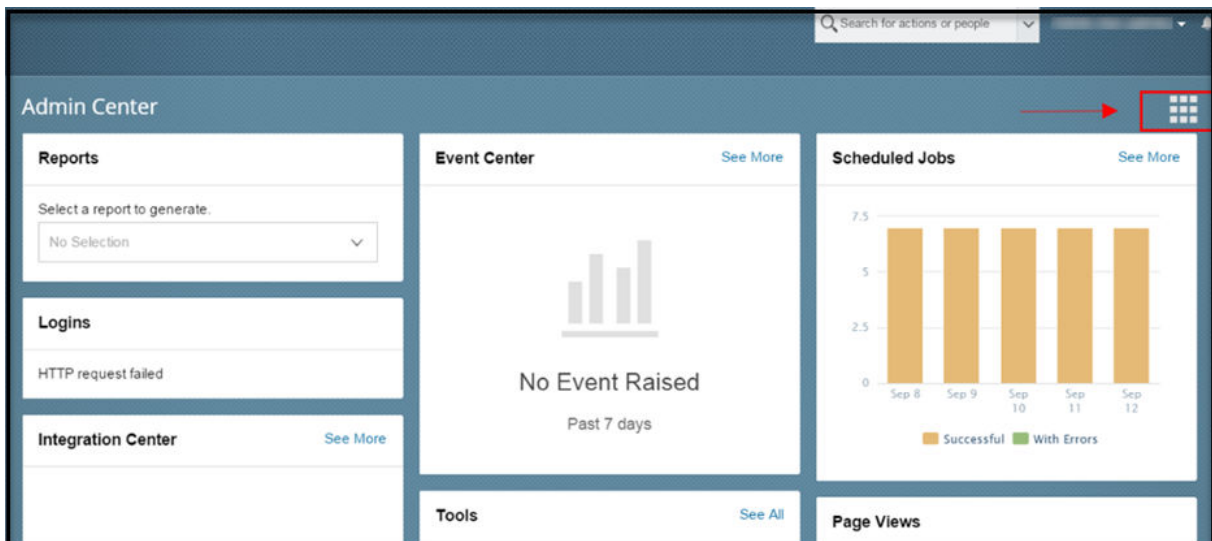 Search for actions or people
Admin Center
Reports
Select a report to generate.
No Selection
Logins
HTTP request failed
Integration Center See More
Event Center See More
No Event Raised
Past 7 days
Tools See All
Scheduled Jobs See More
7.5
5
2.5
0
Sep 8 Sep 9 Sep 10 Sep 11 Sep 12
Successful With Errors
Page Views